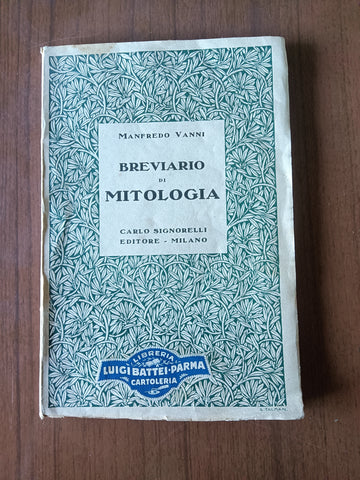 MANFREDO VANNI
BREVIARIO
DI
MITOLOGIA
CARLO SIGNORELLI
EDITORE - MILANO
LIBRERIA
LUIGI BATTEI · PARMA
CARTOLERIA